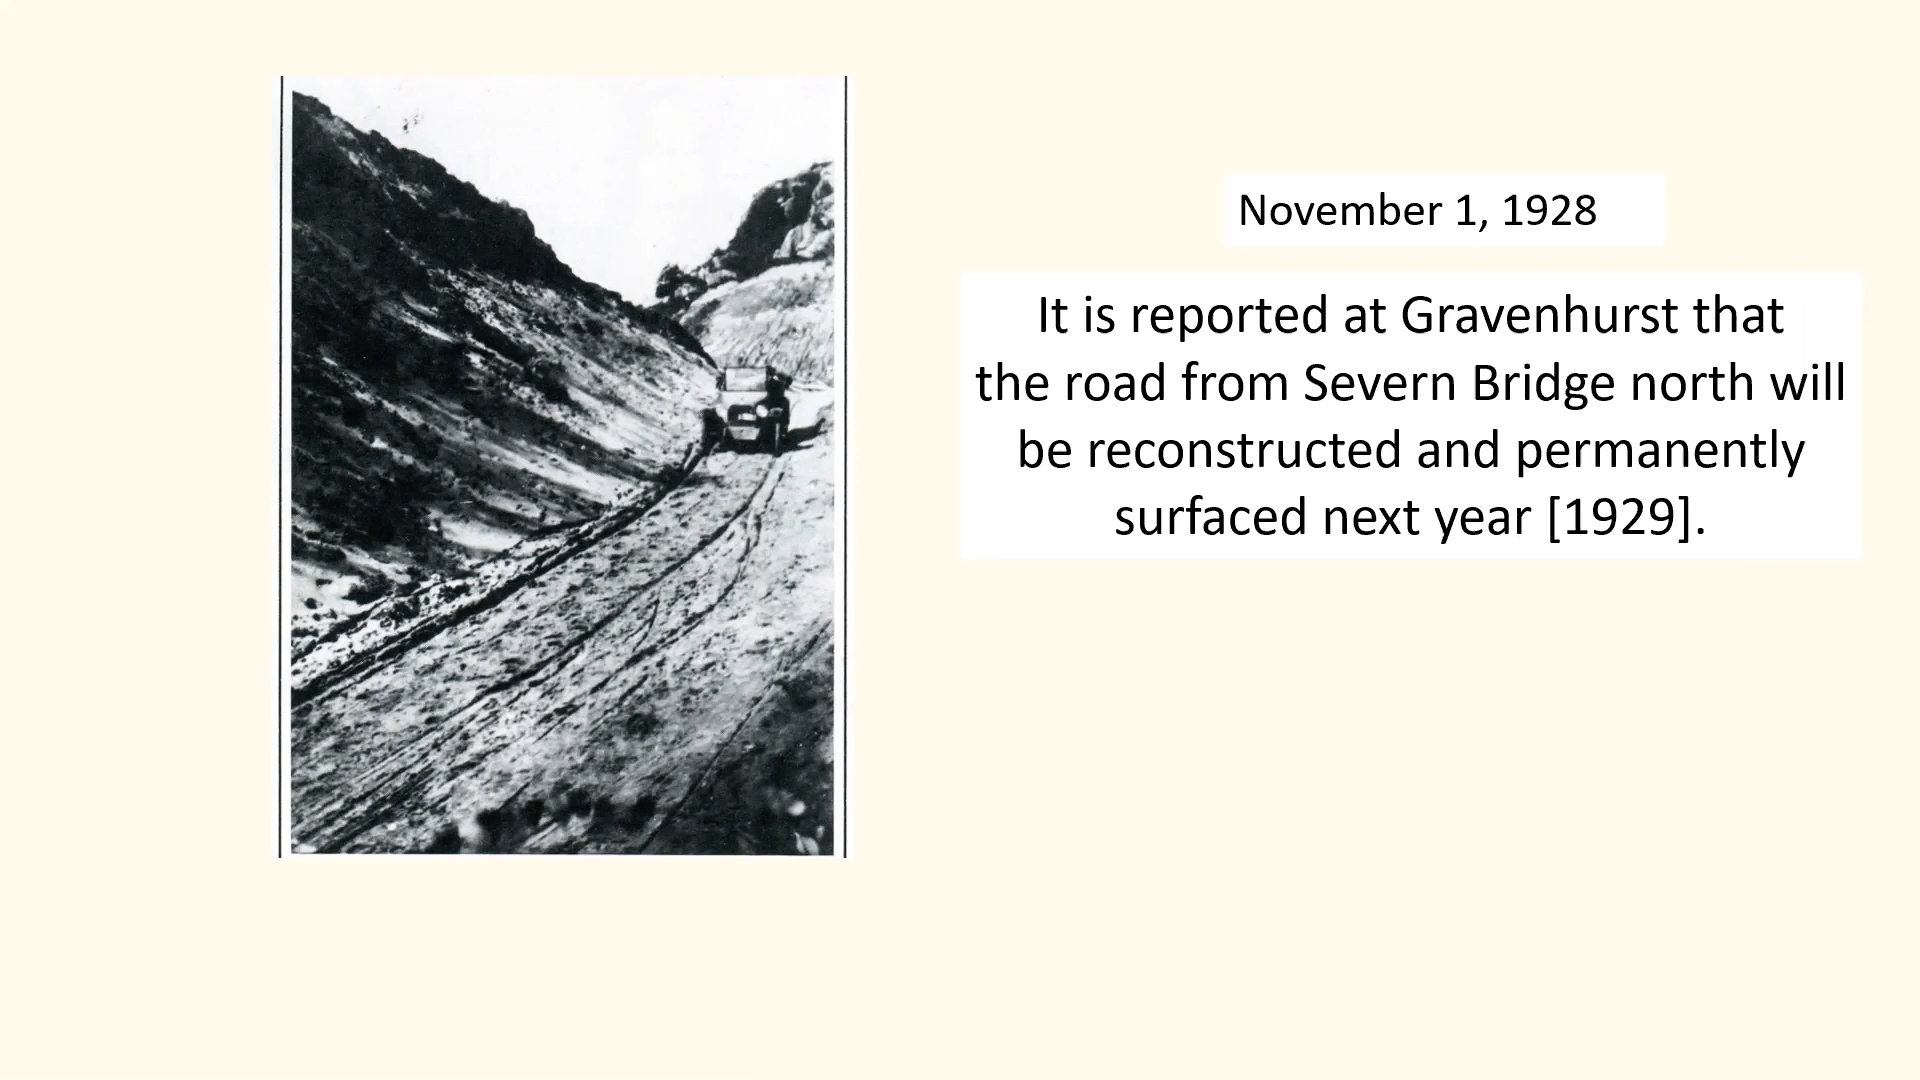 November 1, 1928
It is reported at Gravenhurst that
the road from Severn Bridge north will
be reconstructed and permanently
surfaced next year [1929].